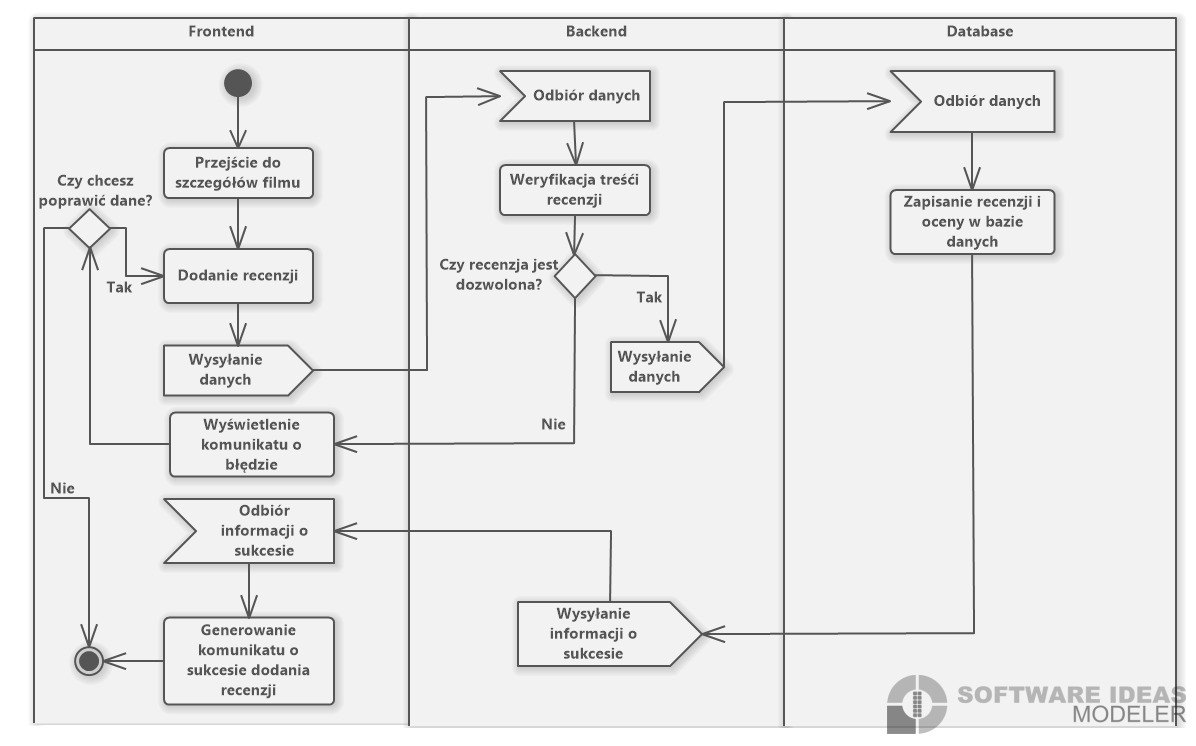 Frontend
Backend
Database
Przejście do
szczegółów filmu
Czy chcesz
poprawić dane?
Tak
Dodanie recenzji
Wysyłanie
danych
Wyświetlenie
komunikatu o
błędzie
Nie
Odbiór
informacji o
sukcesie
Generowanie
komunikatu o
sukcesie dodania
recenzji
Odbiór danych
Weryfikacja treśći
recenzji
Czy recenzja jest
dozwolona?
Tak
Wysyłanie
danych
Nie
Wysyłanie
informacji o
sukcesie
Odbiór danych
Zapisanie recenzji i
oceny w bazie
danych
SOFTWARE IDEAS
MODELER